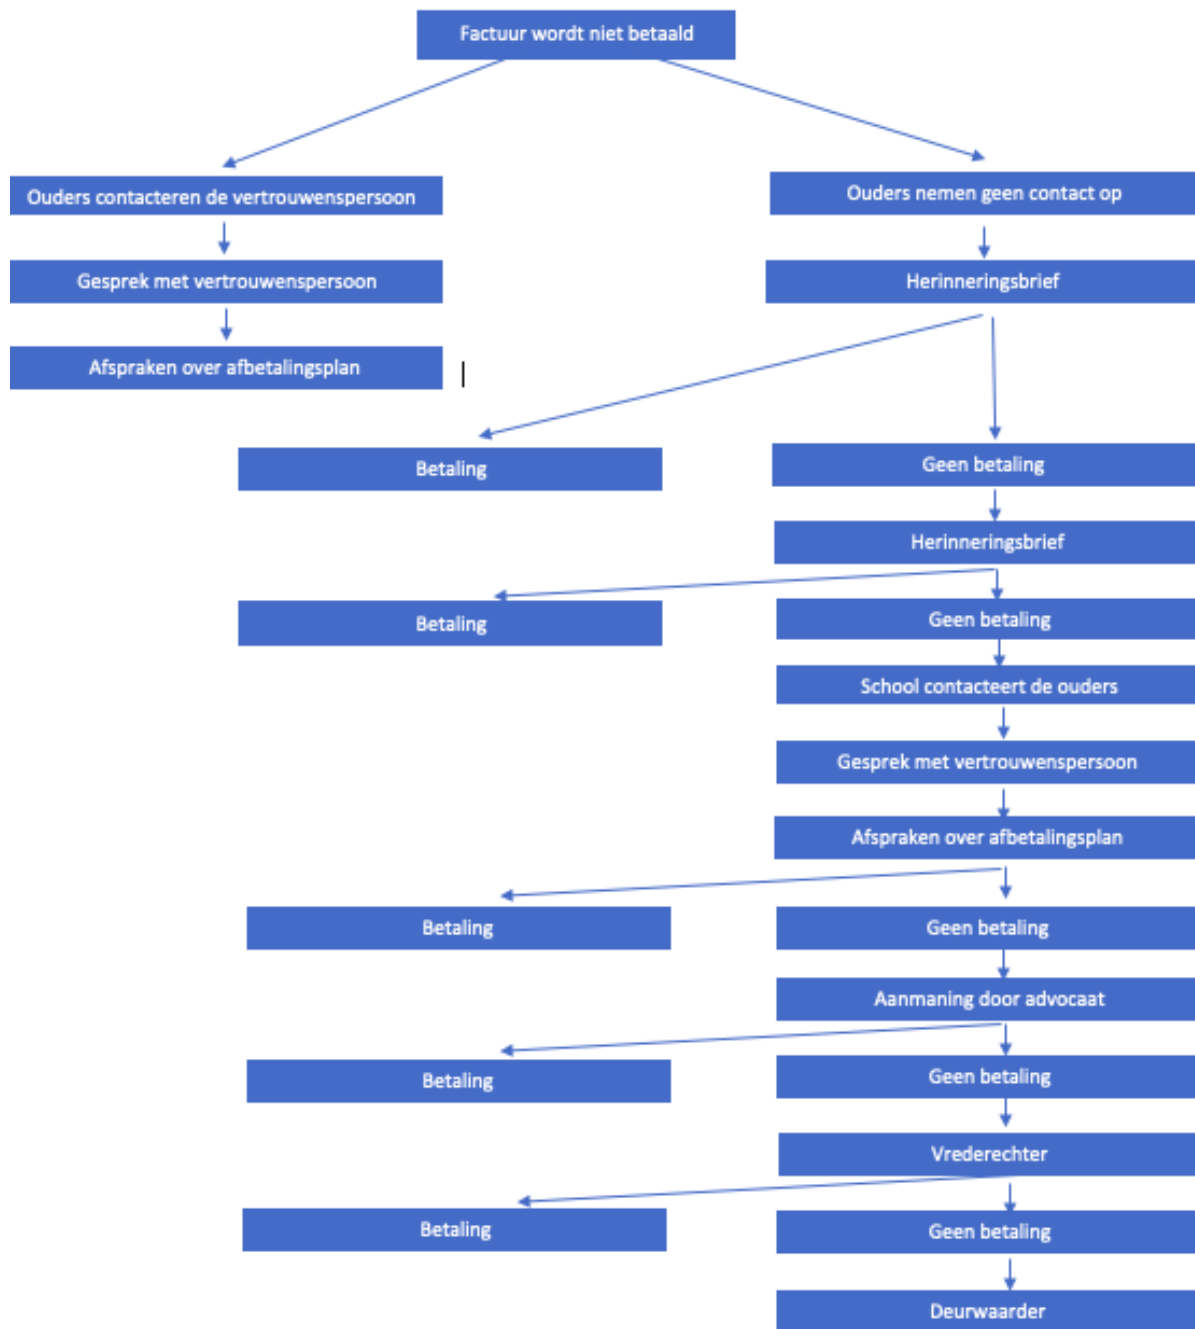 Factuur wordt niet betaald
Ouders contacteren de vertrouwenspersoon
Ouders nemen geen contact op
Gesprek met vertrouwenspersoon
Herinneringsbrief
Afspraken over afbetalingsplan
Betaling
Geen betaling
Herinneringsbrief
Betaling
Geen betaling
School contacteert de ouders
Gesprek met vertrouwenspersoon
Afspraken over afbetalingsplan
Betaling
Geen betaling
Aanmaning door advocaat
Betaling
Geen betaling
Vrederechter
Betaling
Geen betaling
Deurwaarder